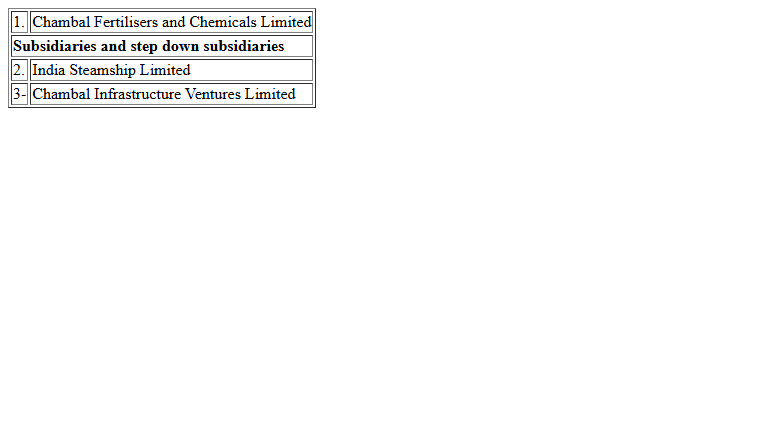 1. Chambal Fertilisers and Chemicals Limited
Subsidiaries and step down subsidiaries
2. India Steamship Limited
3- Chambal Infrastructure Ventures Limited